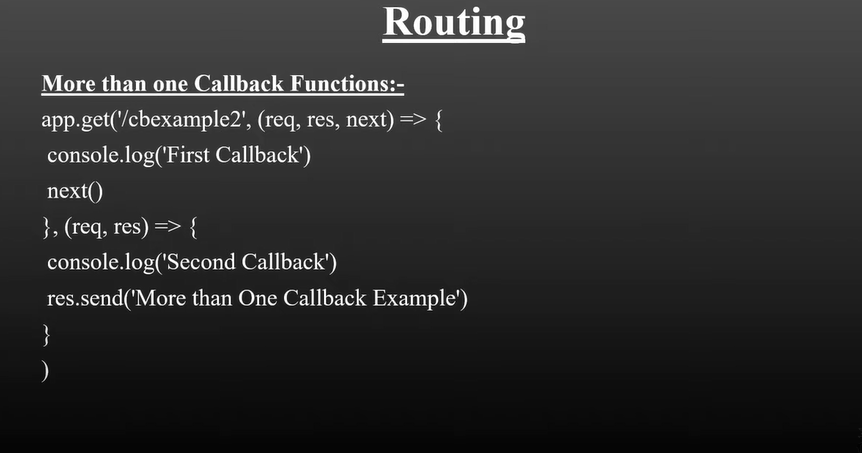 Routing
More than one Callback Functions:-
app.get('/cbexample2', (req, res, next) => {
console.log('First Callback')
next()
}, (req, res) => {
console.log('Second Callback')
res.send('More than One Callback Example')
}
)